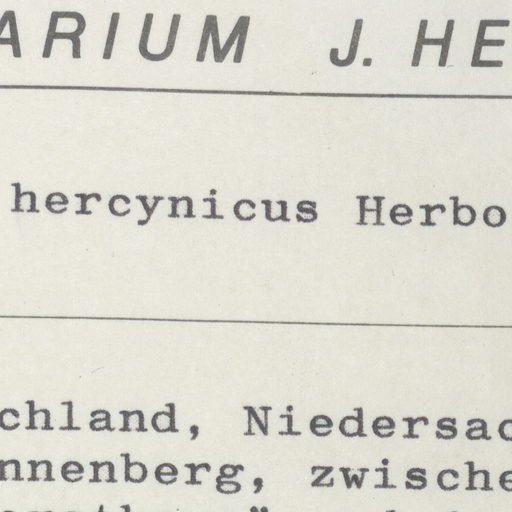 ARIUM J. HE
hercynicus Herbo
chland, Niedersac
nnenberg, zwische